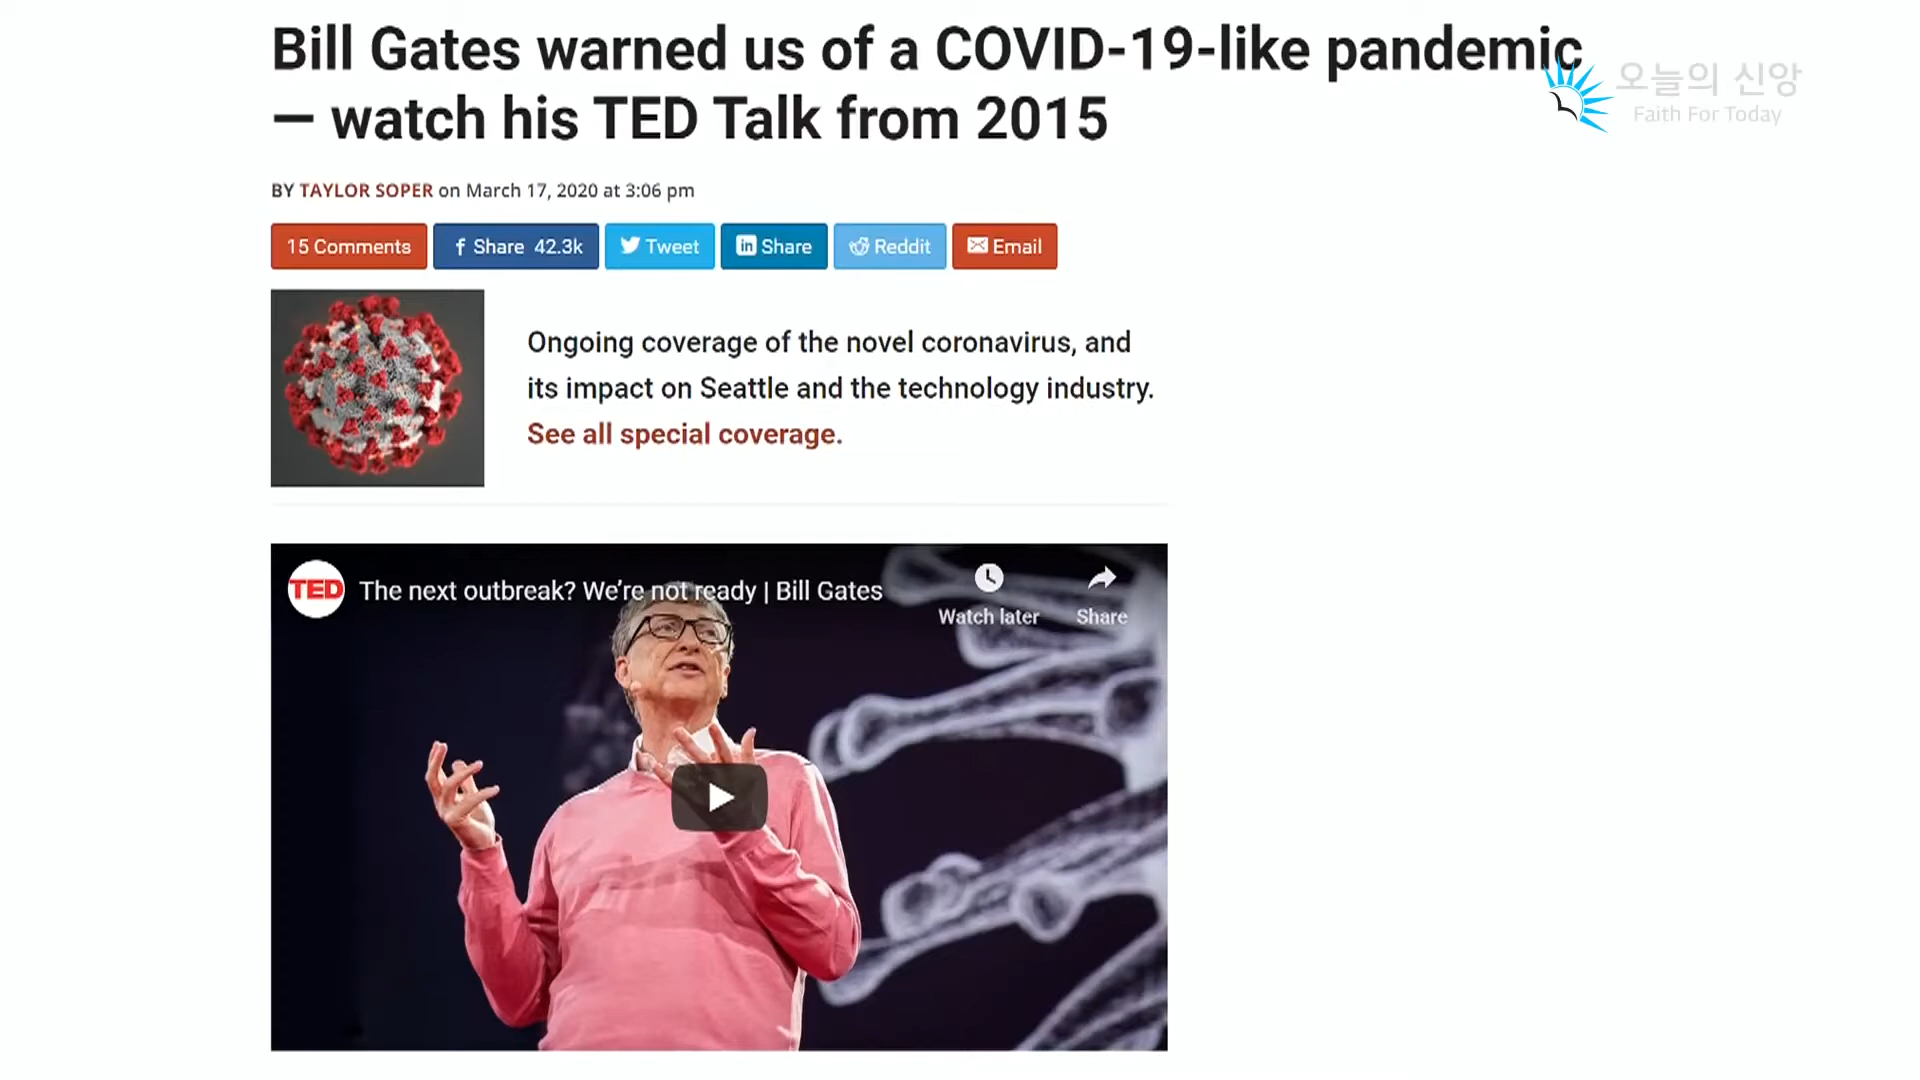 Bill Gates warned us of a COVID-19-like pandemic
— watch his TED Talk from 2015
오늘의 신앙
Faith For Today
BY TAYLOR SOPER on March 17, 2020 at 3:06 pm
15 Comments
Share 42.3k
Tweet
in Share
Reddit
Email
Ongoing coverage of the novel coronavirus, and
its impact on Seattle and the technology industry.
See all special coverage.
TED The next outbreak? We're not ready | Bill Gates
Watch later
Share